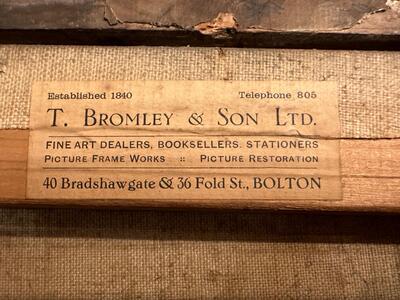 Established 1840 Telephone 805
T. BROMLEY & SON LTD.
FINE ART DEALERS, BOOKSELLERS, STATIONERS
PICTURE FRAME WORKS :: PICTURE RESTORATION
40 Bradshawgate & 36 Fold St., BOLTON